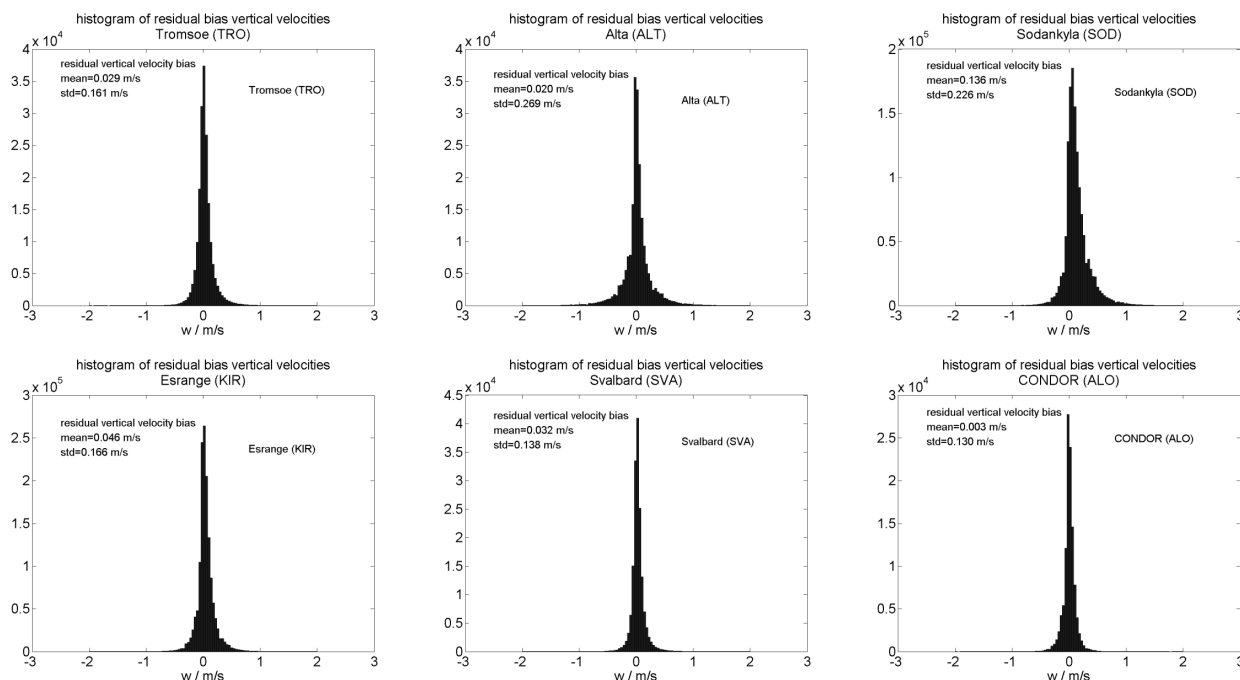 histogram of residual bias vertical velocities
Tromsoe (TRO)
x 10⁴
4
3.5
3
2.5
2
1.5
1
0.5
0
residual vertical velocity bias
mean=0.029 m/s
std=0.161 m/s
Tromsoe (TRO)
-3 -2 -1 0 1 2 3
w / m/s
histogram of residual bias vertical velocities
Alta (ALT)
x 10⁴
4
3.5
3
2.5
2
1.5
1
0.5
0
residual vertical velocity bias
mean=0.020 m/s
std=0.269 m/s
Alta (ALT)
-3 -2 -1 0 1 2 3
w / m/s
histogram of residual bias vertical velocities
Sodankyla (SOD)
x 10⁵
2
1.5
1
0.5
0
residual vertical velocity bias
mean=0.136 m/s
std=0.226 m/s
Sodankyla (SOD)
-3 -2 -1 0 1 2 3
w / m/s
histogram of residual bias vertical velocities
Esrange (KIR)
x 10⁵
3
2.5
2
1.5
1
0.5
0
residual vertical velocity bias
mean=0.046 m/s
std=0.166 m/s
Esrange (KIR)
-3 -2 -1 0 1 2 3
w / m/s
histogram of residual bias vertical velocities
Svalbard (SVA)
x 10⁴
4.5
4
3.5
3
2.5
2
1.5
1
0.5
0
residual vertical velocity bias
mean=0.032 m/s
std=0.138 m/s
Svalbard (SVA)
-3 -2 -1 0 1 2 3
w / m/s
histogram of residual bias vertical velocities
CONDOR (ALO)
x 10⁴
3
2.5
2
1.5
1
0.5
0
residual vertical velocity bias
mean=0.003 m/s
std=0.130 m/s
CONDOR (ALO)
-3 -2 -1 0 1 2 3
w / m/s